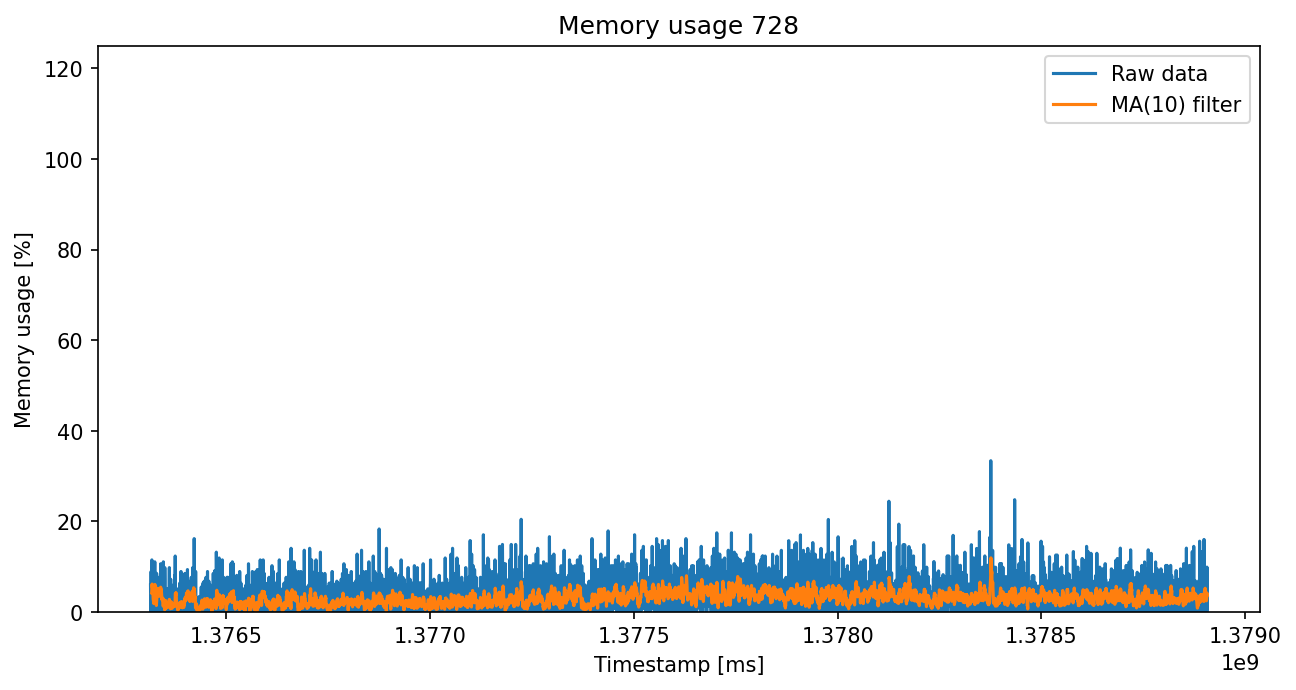 Memory usage 728
Raw data
MA(10) filter
Memory usage [%]
120
100
80
60
40
20
0
1.3765 1.3770 1.3775 1.3780 1.3785 1.3790
1e9
Timestamp [ms]